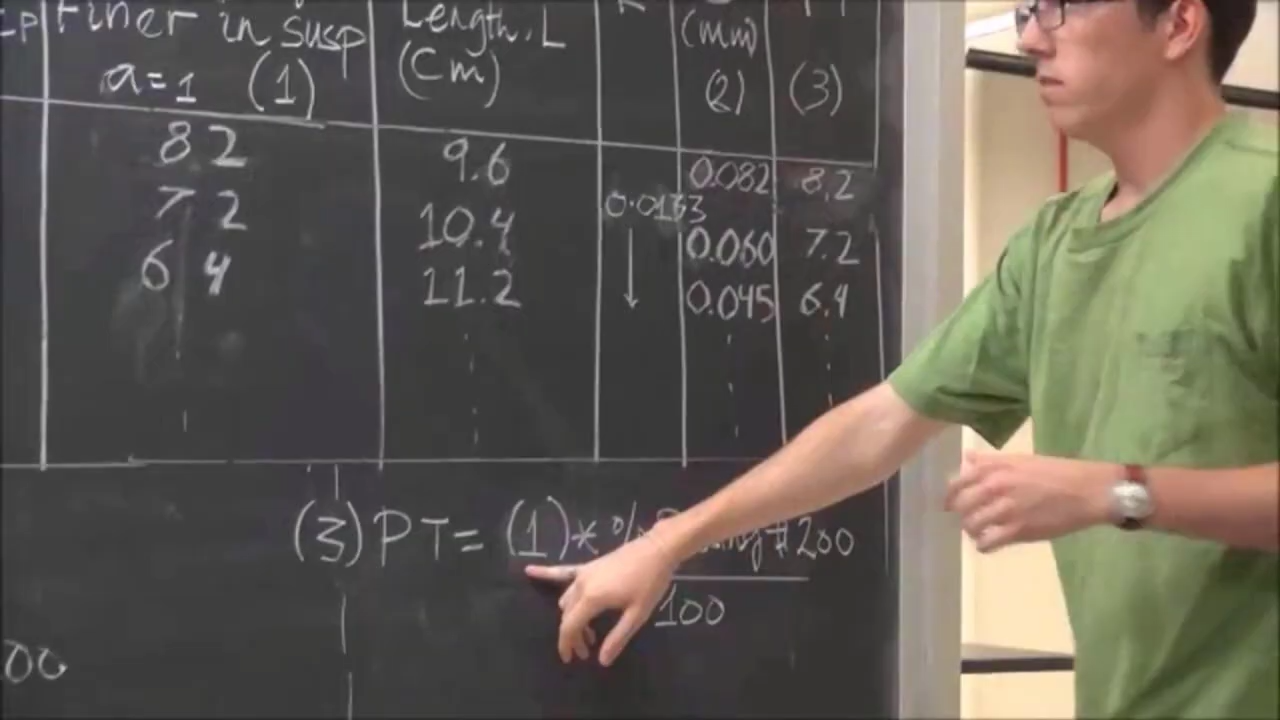 Finer in Susp
a=1 (1)
Length, L
(Cm)
(mm)
(2)
(3)
82
9.6
0.0133
0.082
8.2
72
10.4
0.060
7.2
64
11.2
0.045
6.4
(3) PT= (1)* % #200
100
00